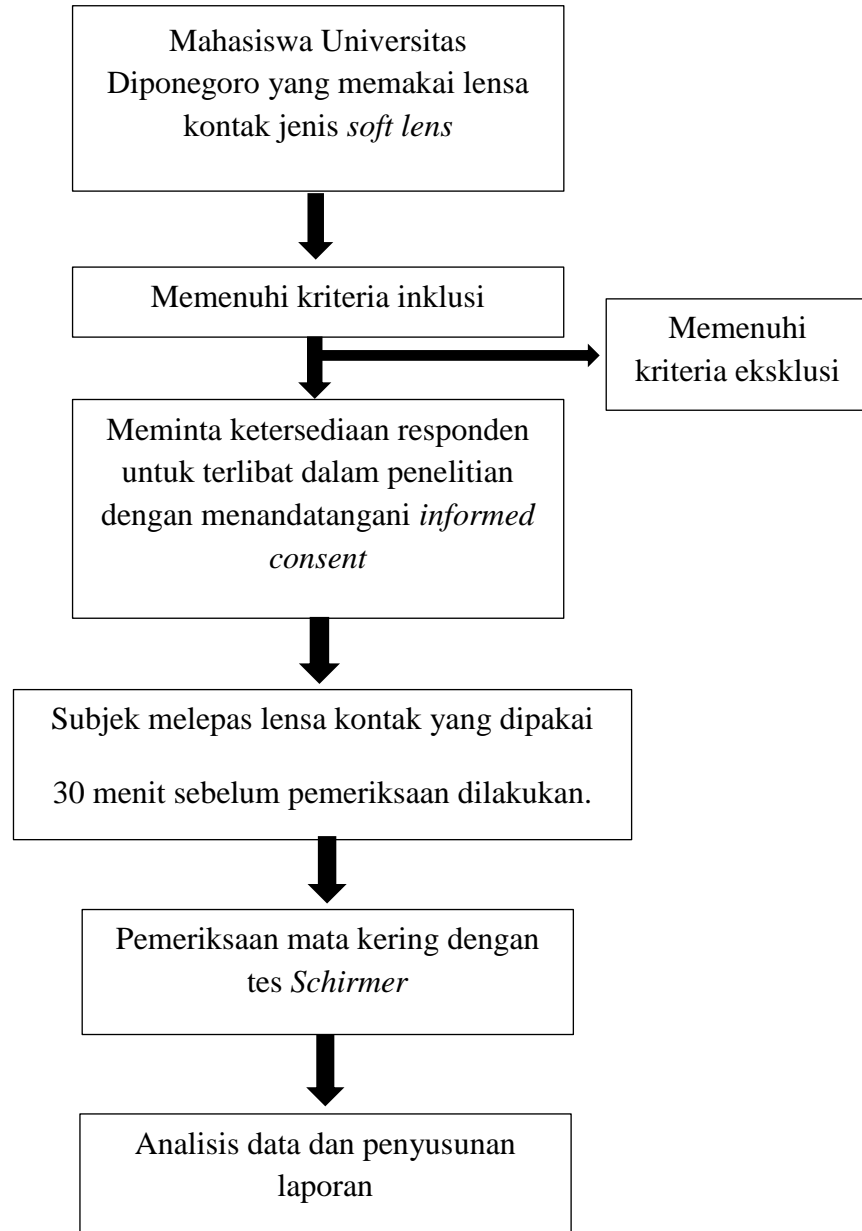 Mahasiswa Universitas
Diponegoro yang memakai lensa
kontak jenis soft lens
Memenuhi kriteria inklusi
Memenuhi
kriteria eksklusi
Meminta ketersediaan responden
untuk terlibat dalam penelitian
dengan menandatangani informed
consent
Subjek melepas lensa kontak yang dipakai
30 menit sebelum pemeriksaan dilakukan.
Pemeriksaan mata kering dengan
tes Schirmer
Analisis data dan penyusunan
laporan